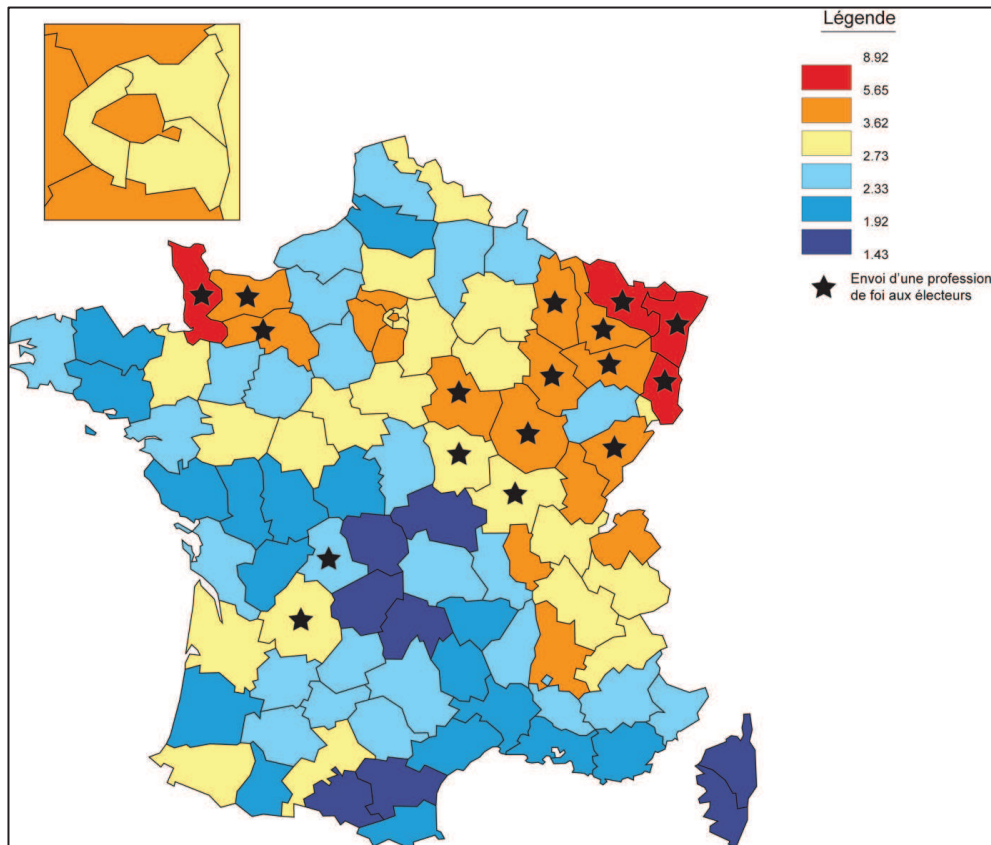 Légende
8.92
5.65
3.62
2.73
2.33
1.92
1.43
Envoi d'une profession
de foi aux électeurs